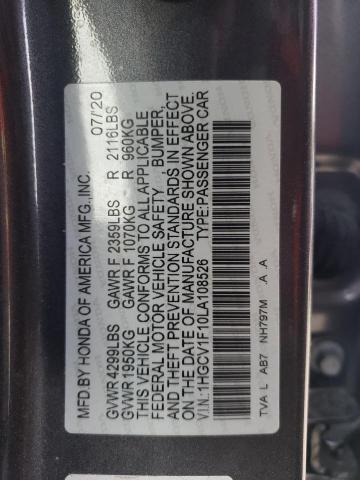 MFD.BY HONDA OF AMERICA MFG.,INC. 07/'20
GVWR 4299LBS GAWR F 2359LBS R 2116LBS
GVWR 1950KG GAWR F 1070KG R 960KG
THIS VEHICLE CONFORMS TO ALL APPLICABLE
FEDERAL MOTOR VEHICLE SAFETY BUMPER,
AND THEFT PREVENTION STANDARDS IN EFFECT
ON THE DATE OF MANUFACTURE SHOWN ABOVE.
V.I.N.:1HGCV1F10LA108526 TYPE:PASSENGER CAR
TVA L AB7 NH797M A A